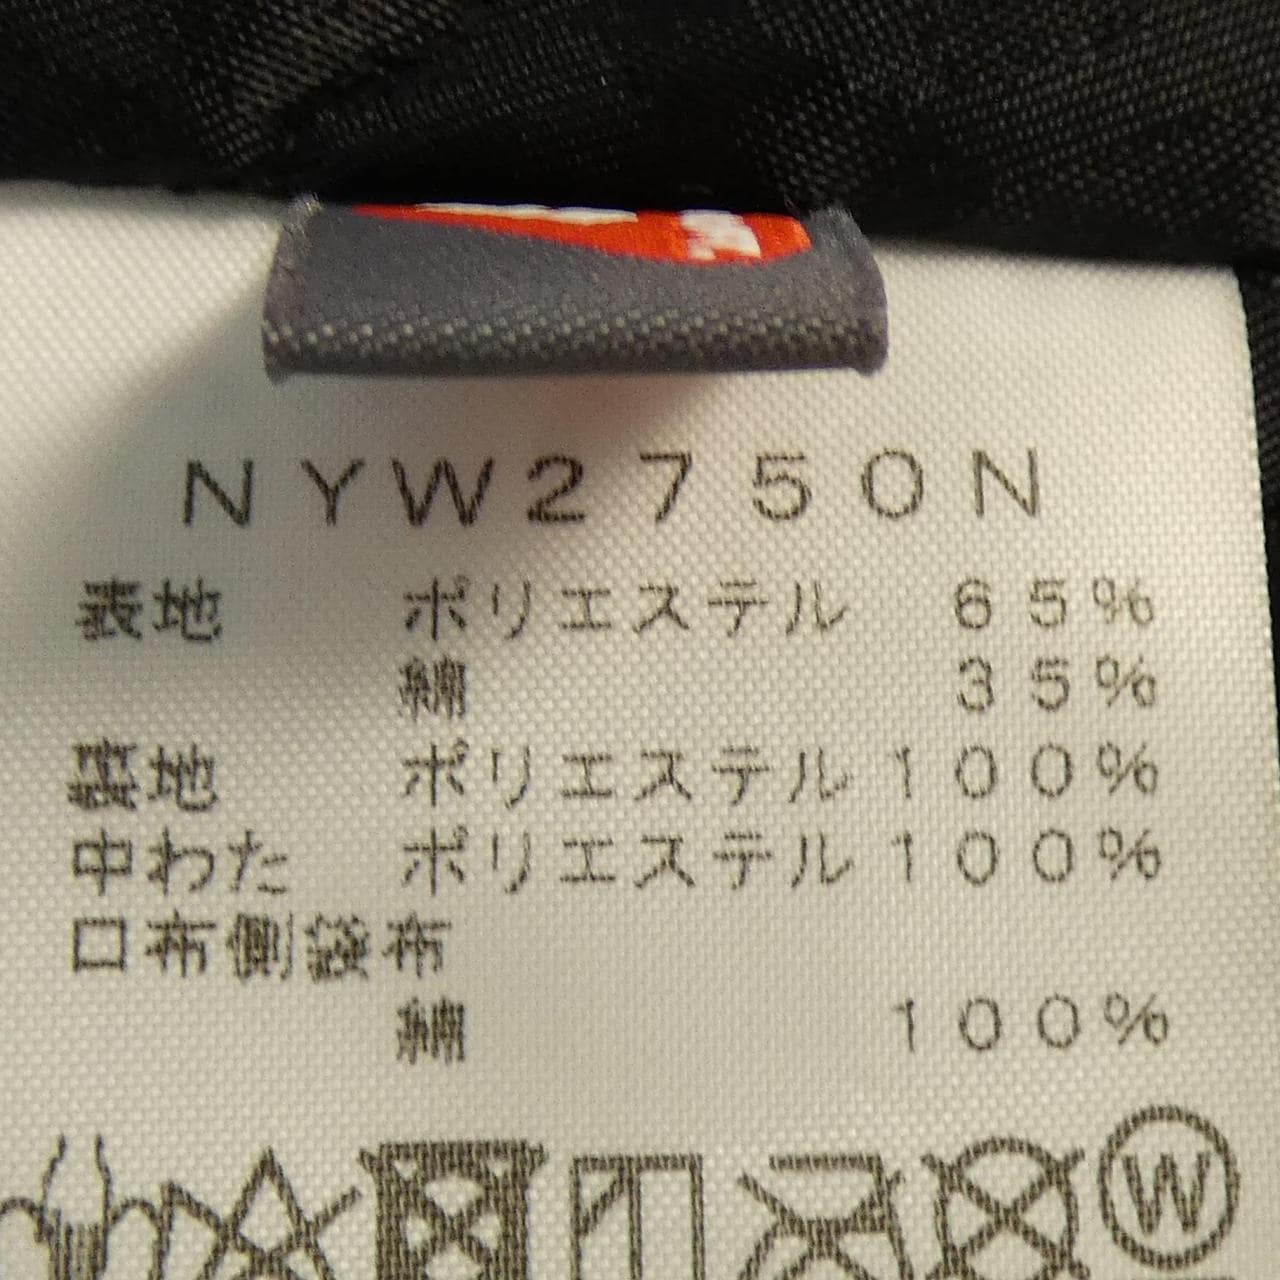 NYW2750N
表地 ポリエステル 65%
綿 35%
裏地 ポリエステル 100%
中わた ポリエステル 100%
口布側袋布
綿 100%
W